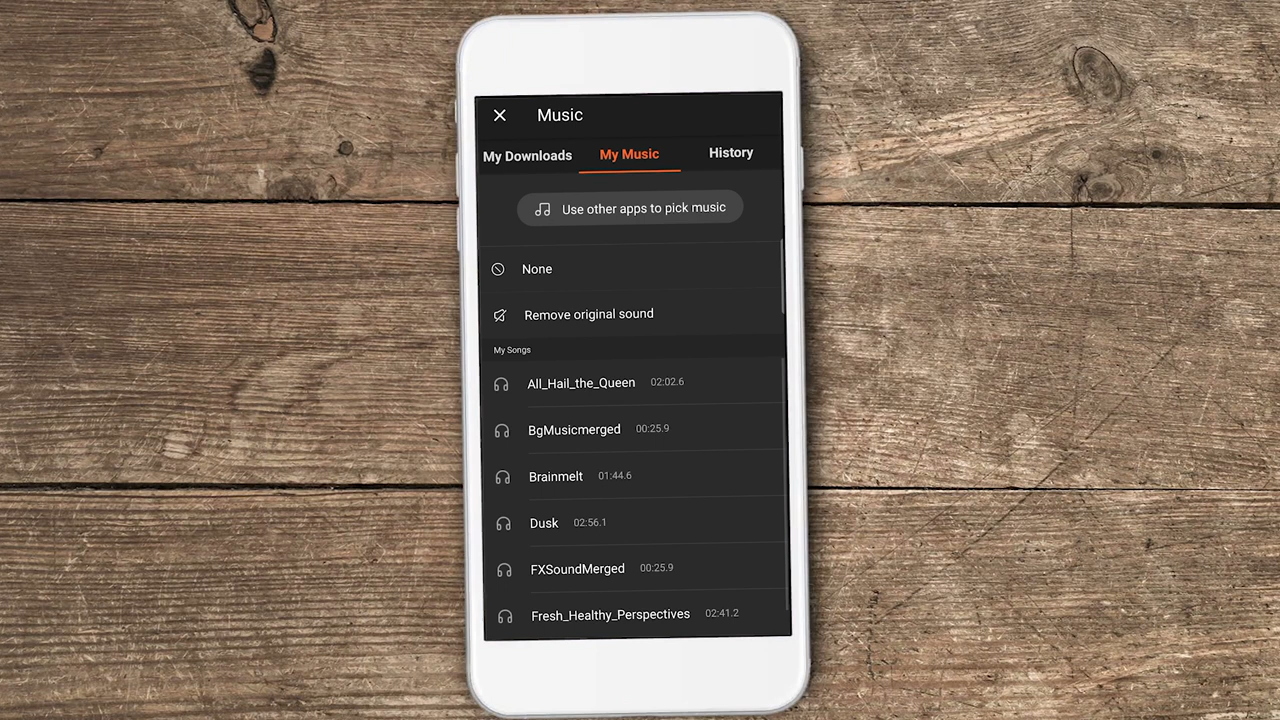 Music
My Downloads My Music History
Use other apps to pick music
None
Remove original sound
My Songs
All_Hail_the_Queen 02:02.6
BgMusicmerged 00:25.9
Brainmelt 01:44.6
Dusk 02:56.1
FXSoundMerged 00:25.9
Fresh_Healthy_Perspectives 02:41.2